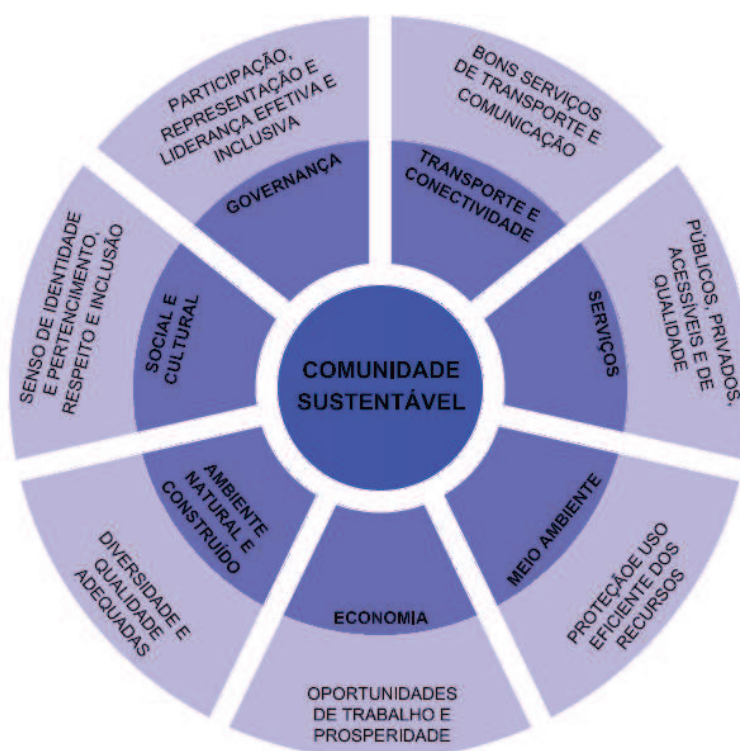 COMUNIDADE
SUSTENTÁVEL
BONS SERVIÇOS
DE TRANSPORTE E
COMUNICAÇÃO
TRANSPORTE E
CONECTIVIDADE
PÚBLICOS, PRIVADOS,
ACESSÍVEIS E DE
QUALIDADE
SERVIÇOS
PROTEÇÃOE USO
EFICIENTE DOS
RECURSOS
MEIO AMBIENTE
OPORTUNIDADES
DE TRABALHO E
PROSPERIDADE
ECONOMIA
DIVERSIDADE E
QUALIDADE
ADEQUADAS
AMBIENTE
NATURAL E
CONSTRUÍDO
SENSO DE IDENTIDADE
E PERTENCIMENTO,
RESPEITO E INCLUSÃO
SOCIAL E
CULTURAL
PARTICIPAÇÃO,
REPRESENTAÇÃO E
LIDERANÇA EFETIVA E
INCLUSIVA
GOVERNANÇA